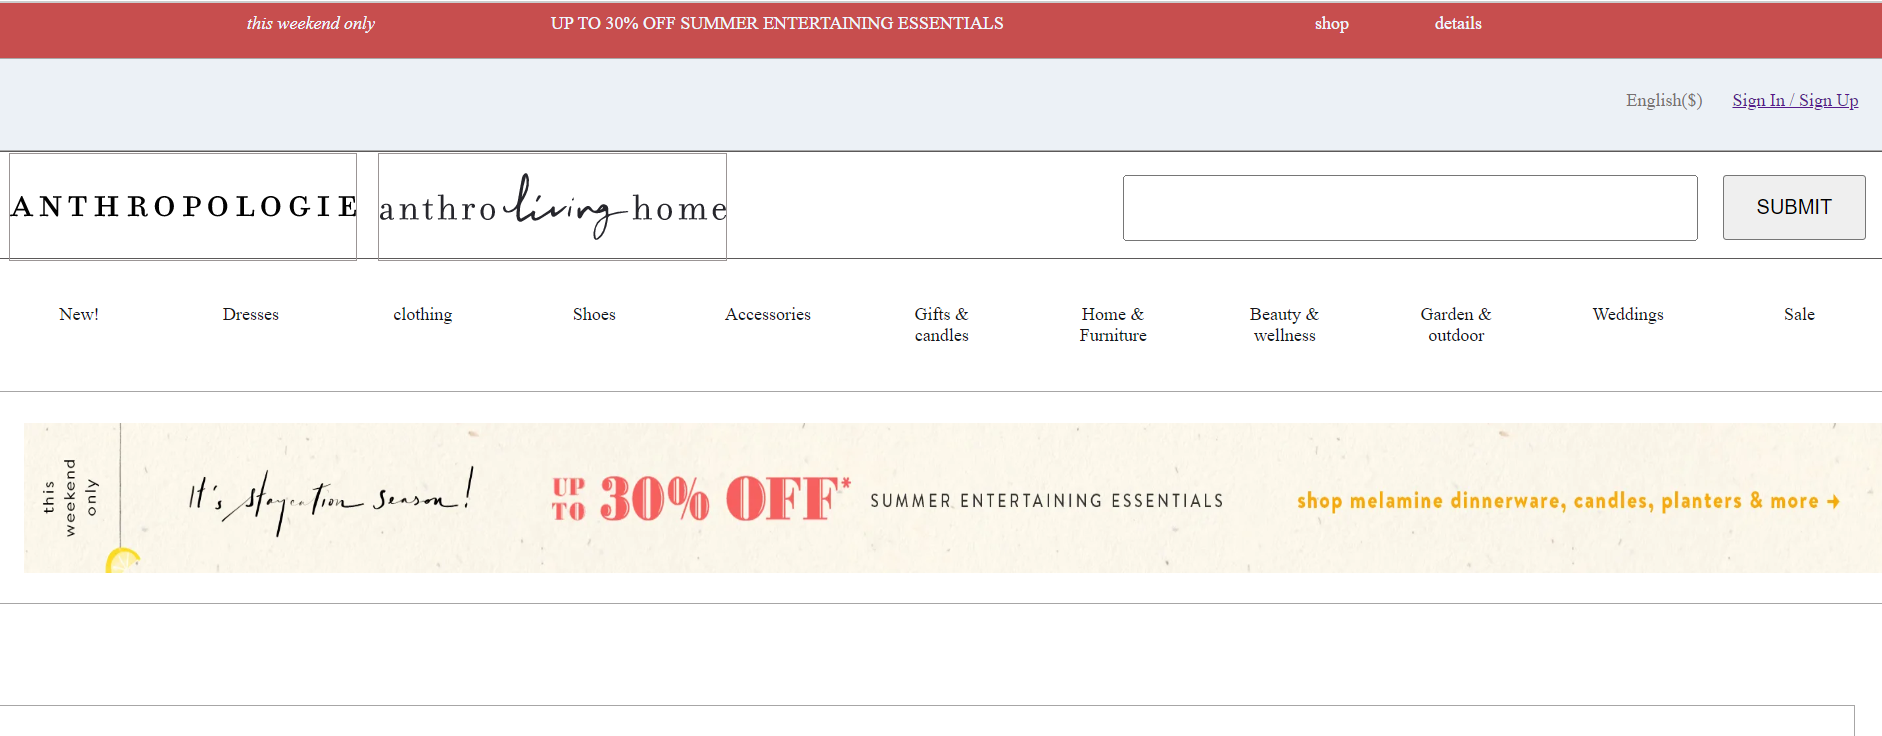 this weekend only UP TO 30% OFF SUMMER ENTERTAINING ESSENTIALS shop details
English($) Sign In / Sign Up
ANTHROPOLOGIE anthro living home SUBMIT
New! Dresses clothing Shoes Accessories Gifts & Home & Beauty & Garden & Weddings Sale
candles Furniture wellness outdoor
this
weekend
only
It's staycation season!
UP TO 30% OFF* SUMMER ENTERTAINING ESSENTIALS
shop melamine dinnerware, candles, planters & more →